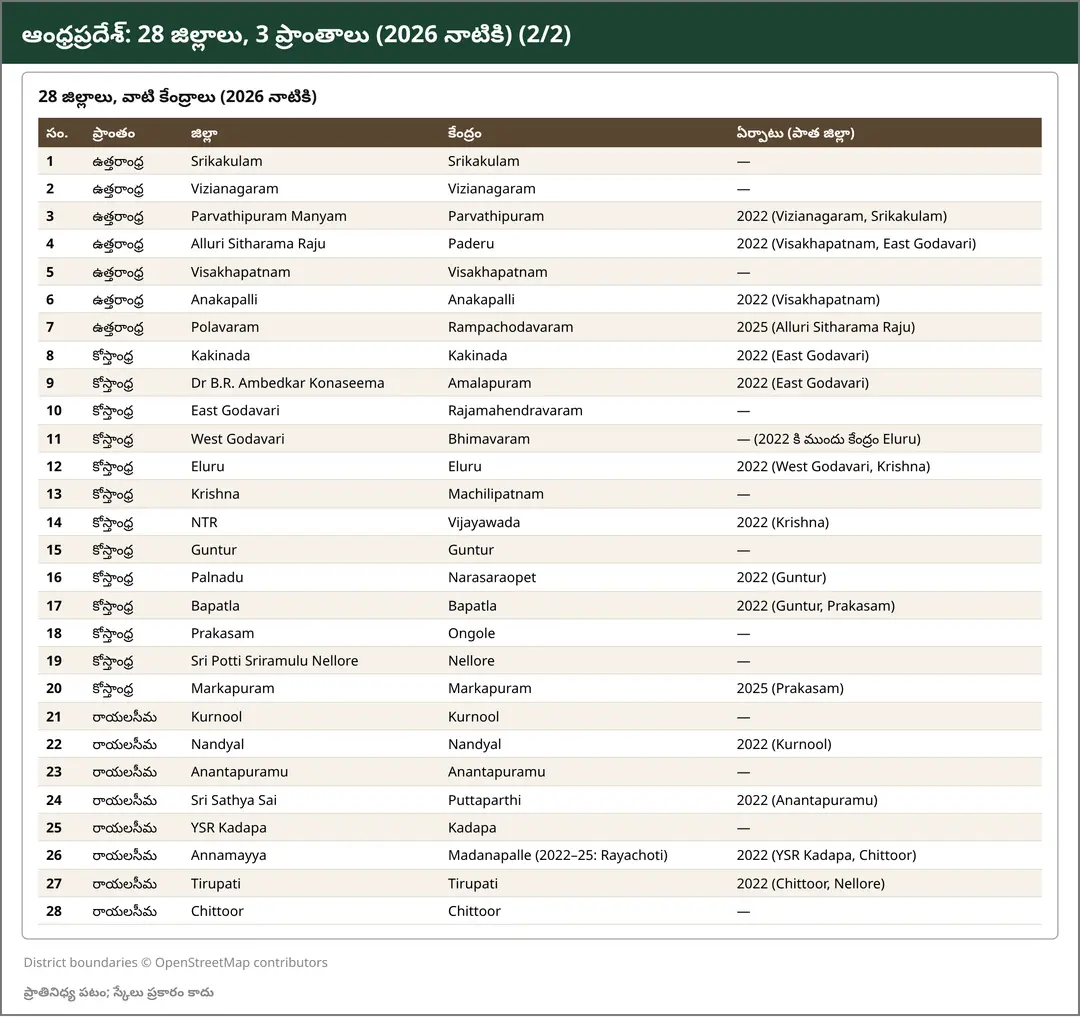 ఆంధ్రప్రదేశ్: 28 జిల్లాలు, 3 ప్రాంతాలు (2026 నాటికి) (2/2)
28 జిల్లాలు, వాటి కేంద్రాలు (2026 నాటికి)
సం. ప్రాంతం జిల్లా కేంద్రం ఏర్పాటు (పాత జిల్లా)
1 ఉత్తరాంధ్ర Srikakulam Srikakulam —
2 ఉత్తరాంధ్ర Vizianagaram Vizianagaram —
3 ఉత్తరాంధ్ర Parvathipuram Manyam Parvathipuram 2022 (Vizianagaram, Srikakulam)
4 ఉత్తరాంధ్ర Alluri Sitharama Raju Paderu 2022 (Visakhapatnam, East Godavari)
5 ఉత్తరాంధ్ర Visakhapatnam Visakhapatnam —
6 ఉత్తరాంధ్ర Anakapalli Anakapalli 2022 (Visakhapatnam)
7 ఉత్తరాంధ్ర Polavaram Rampachodavaram 2025 (Alluri Sitharama Raju)
8 కోస్తాంధ్ర Kakinada Kakinada 2022 (East Godavari)
9 కోస్తాంధ్ర Dr B.R. Ambedkar Konaseema Amalapuram 2022 (East Godavari)
10 కోస్తాంధ్ర East Godavari Rajamahendravaram —
11 కోస్తాంధ్ర West Godavari Bhimavaram — (2022 కి ముందు కేంద్రం Eluru)
12 కోస్తాంధ్ర Eluru Eluru 2022 (West Godavari, Krishna)
13 కోస్తాంధ్ర Krishna Machilipatnam —
14 కోస్తాంధ్ర NTR Vijayawada 2022 (Krishna)
15 కోస్తాంధ్ర Guntur Guntur —
16 కోస్తాంధ్ర Palnadu Narasaraopet 2022 (Guntur)
17 కోస్తాంధ్ర Bapatla Bapatla 2022 (Guntur, Prakasam)
18 కోస్తాంధ్ర Prakasam Ongole —
19 కోస్తాంధ్ర Sri Potti Sriramulu Nellore Nellore —
20 కోస్తాంధ్ర Markapuram Markapuram 2025 (Prakasam)
21 రాయలసీమ Kurnool Kurnool —
22 రాయలసీమ Nandyal Nandyal 2022 (Kurnool)
23 రాయలసీమ Anantapuramu Anantapuramu —
24 రాయలసీమ Sri Sathya Sai Puttaparthi 2022 (Anantapuramu)
25 రాయలసీమ YSR Kadapa Kadapa —
26 రాయలసీమ Annamayya Madanapalle (2022–25: Rayachoti) 2022 (YSR Kadapa, Chittoor)
27 రాయలసీమ Tirupati Tirupati 2022 (Chittoor, Nellore)
28 రాయలసీమ Chittoor Chittoor —
District boundaries © OpenStreetMap contributors
ప్రాతినిధ్య పటం; స్కేలు ప్రకారం కాదు